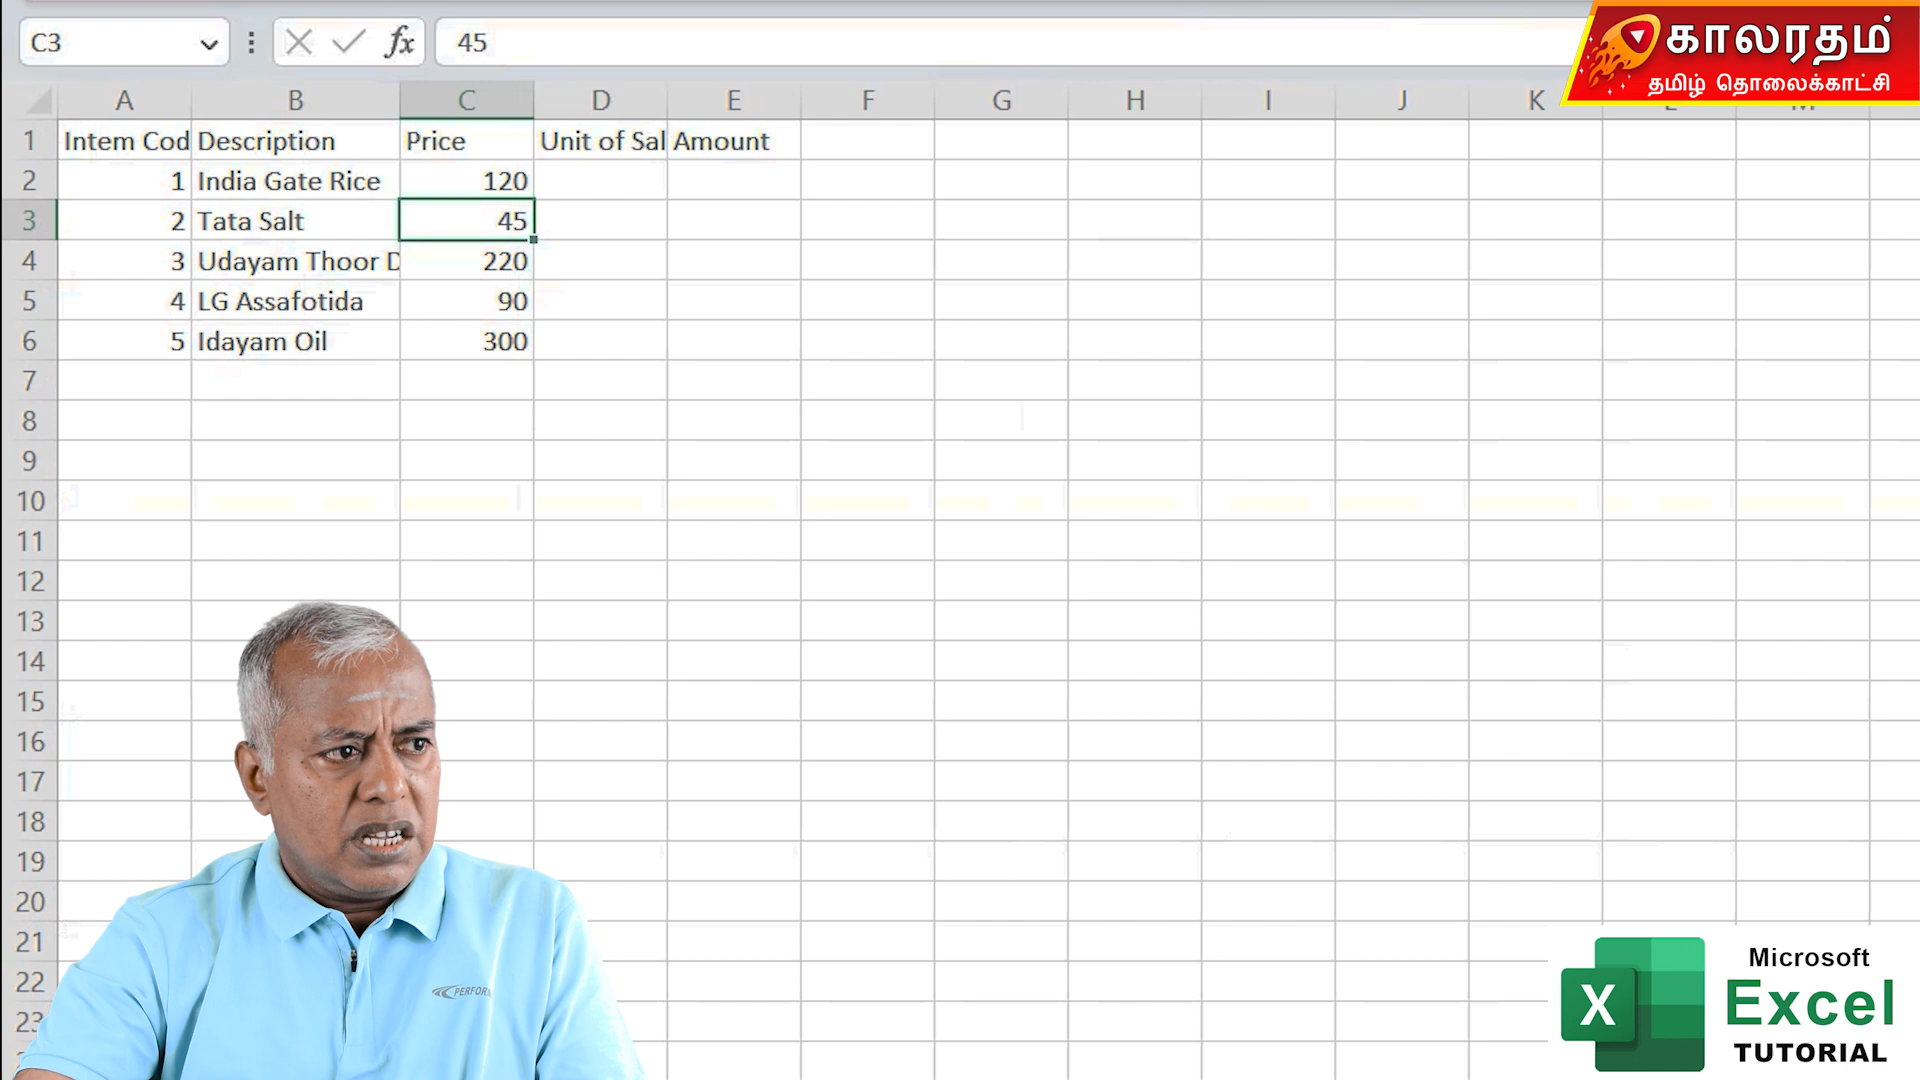 C3 fx 45
காலரதம்
தமிழ் தொலைக்காட்சி
A B C D E F G H I J K
1 Intem Cod Description Price Unit of Sal Amount
2 1 India Gate Rice 120
3 2 Tata Salt 45
4 3 Udayam Thoor D 220
5 4 LG Assafotida 90
6 5 Idayam Oil 300
7
8
9
10
11
12
13
14
15
16
17
18
19
20
21
22
23
PERFOR
X
Microsoft
Excel
TUTORIAL